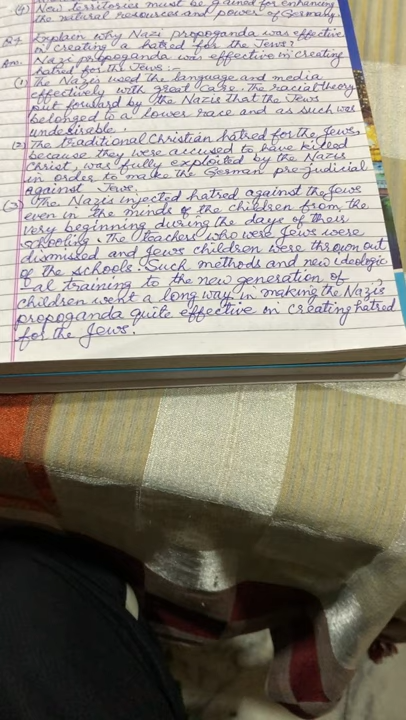 (4) New territories must be gained for enhancing
the natural resources and power of Germany.
Explain why Nazi propoganda was effective
in creating a hatred for the Jews?
Ans. Nazi propoganda was effective in creating
hatred for the Jews :-
(1) The Nazis used the language and media
effectively with great care. The racial theory
put forward by the Nazis that the Jews
belonged to a lower race and as such was
undesirable.
(2) The traditional Christian hatred for the Jews,
because they were accused to have killed
Christ, was fully exploited by the Nazis
in order to make the German pre-judicial
against Jews.
(3) The Nazis injected hatred against the Jews
even in the minds of the children from the
very beginning during the days of their
schooling. The teachers who were Jews were
dismissed and Jews children were thrown out
of the schools. Such methods and new ideologic
-al training to the new generation of
children went a long way in making the Nazis
propoganda quite effective in creating hatred
for the Jews.